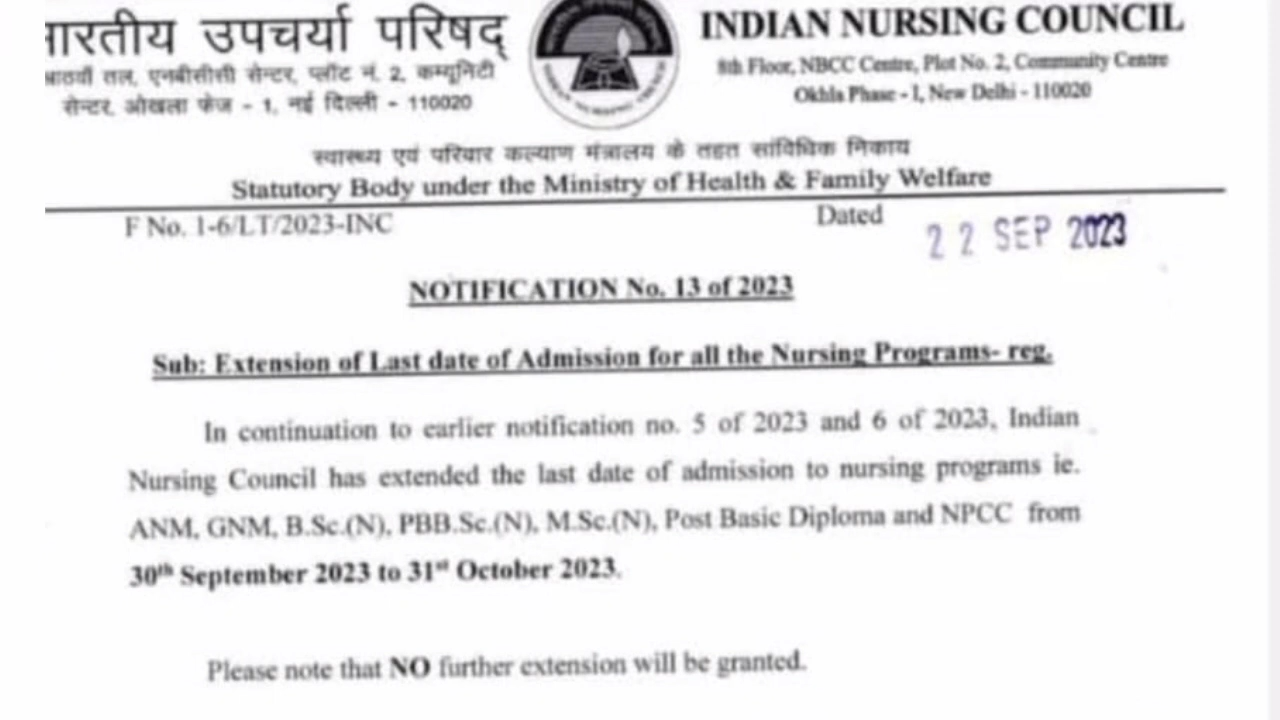 भारतीय उपचर्या परिषद्
आठवाँ तल, एनबीसीसी सेन्टर, प्लॉट नं. 2, कम्यूनिटी
सेन्टर, ओखला फेज - 1, नई दिल्ली - 110020
INDIAN NURSING COUNCIL
8th Floor, NBCC Centre, Plot No. 2, Community Centre
Okhla Phase - I, New Delhi - 110020
स्वास्थ्य एवं परिवार कल्याण मंत्रालय के तहत सांविधिक निकाय
Statutory Body under the Ministry of Health & Family Welfare
F No. 1-6/LT/2023-INC
Dated
22 SEP 2023
NOTIFICATION No. 13 of 2023
Sub: Extension of Last date of Admission for all the Nursing Programs- reg.
In continuation to earlier notification no. 5 of 2023 and 6 of 2023, Indian
Nursing Council has extended the last date of admission to nursing programs ie.
ANM, GNM, B.Sc.(N), PBB.Sc.(N), M.Sc.(N), Post Basic Diploma and NPCC from
30th September 2023 to 31st October 2023.
Please note that NO further extension will be granted.